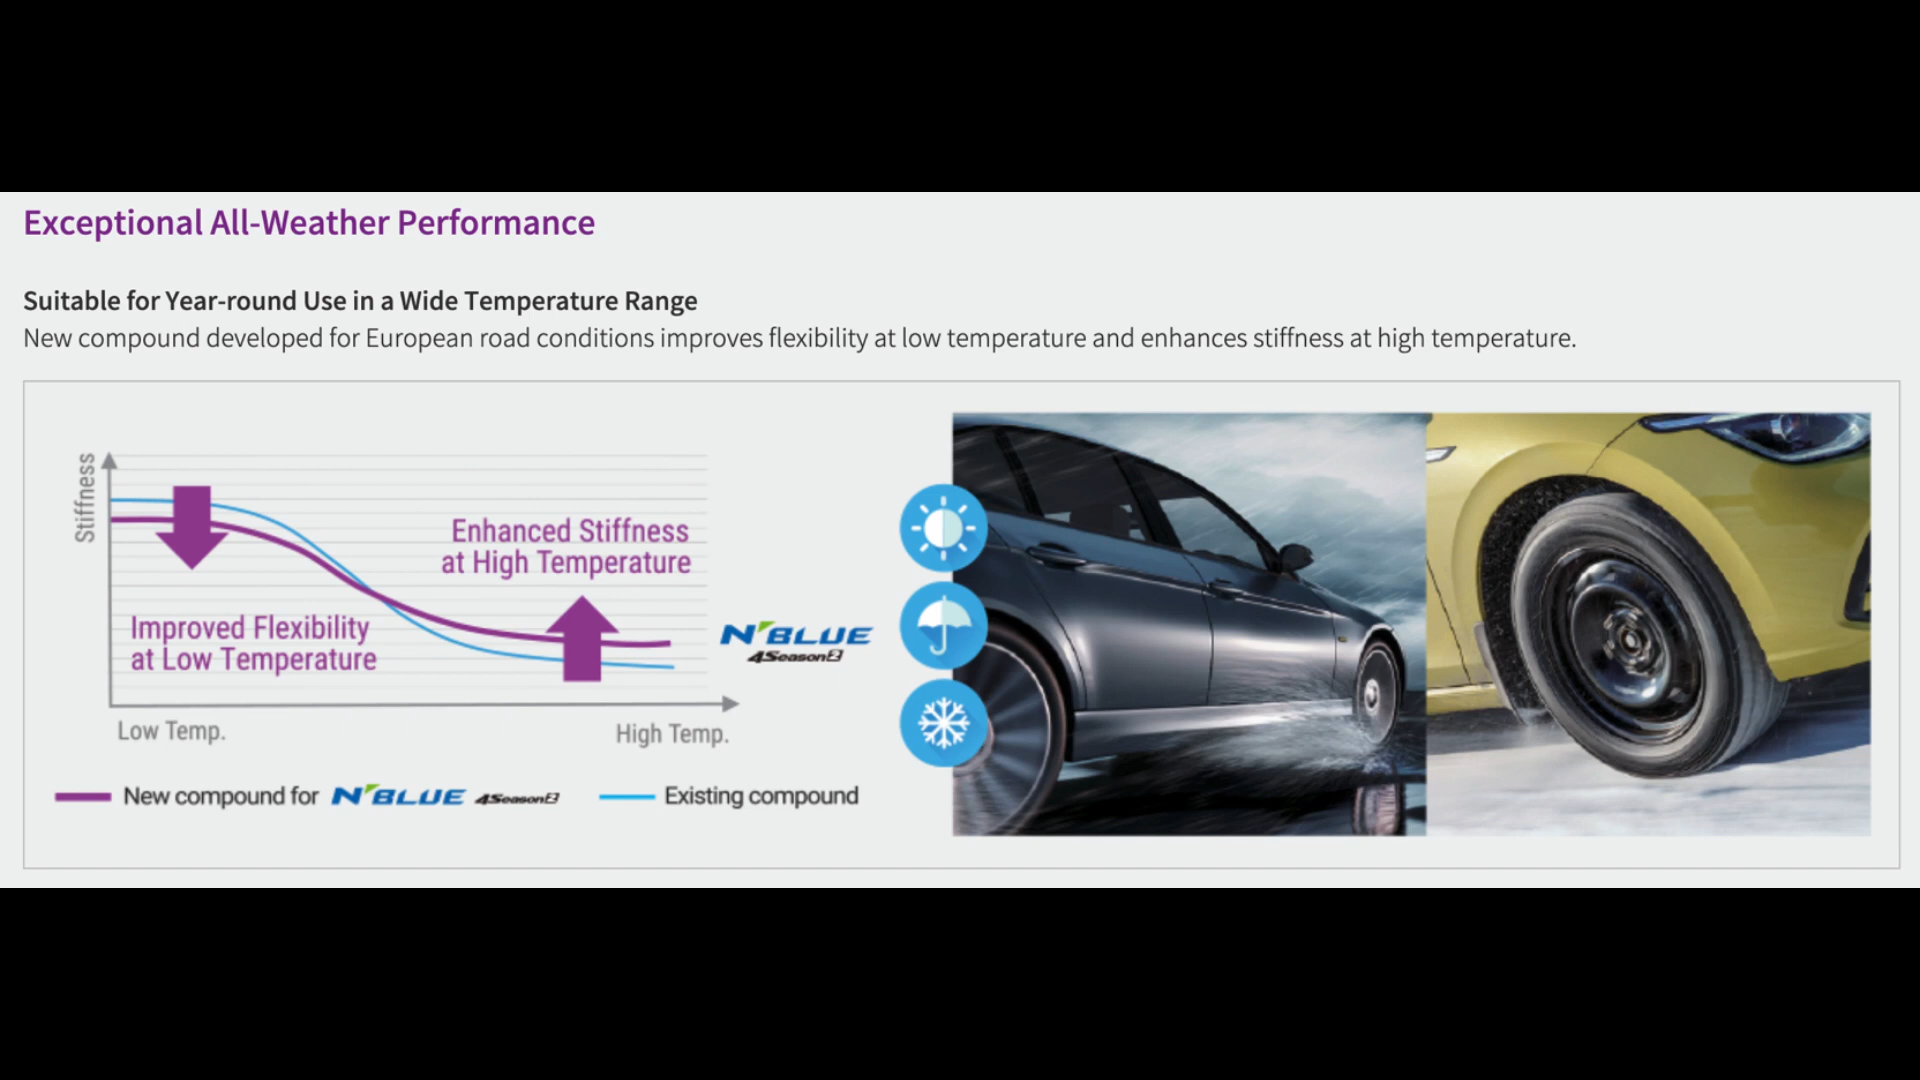 Exceptional All-Weather Performance
Suitable for Year-round Use in a Wide Temperature Range
New compound developed for European road conditions improves flexibility at low temperature and enhances stiffness at high temperature.
Stiffness
Enhanced Stiffness
at High Temperature
Improved Flexibility
at Low Temperature
N'BLUE
4Season2
Low Temp.
High Temp.
New compound for N'BLUE 4Season2
Existing compound